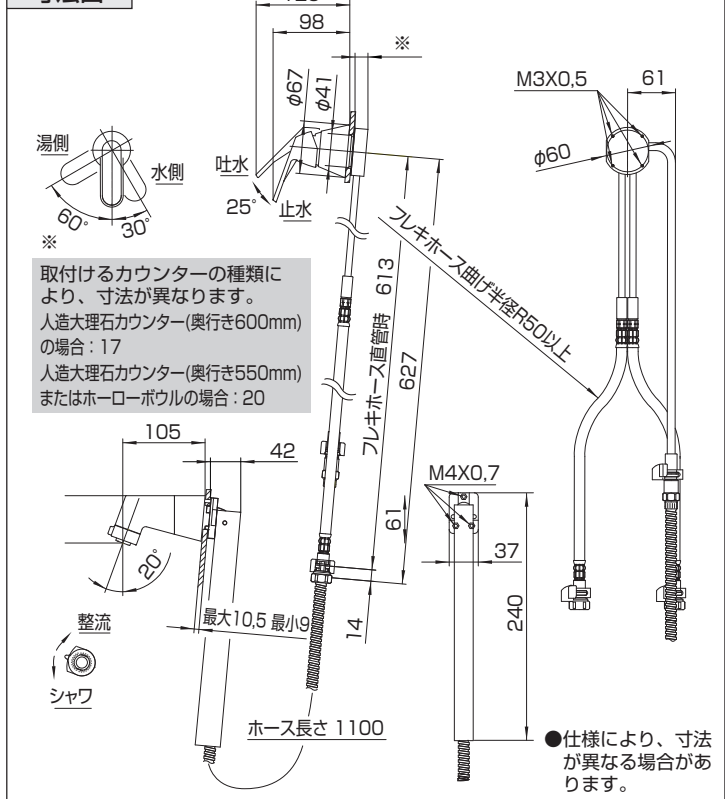 98
※
φ67
φ41
M3X0,5
61
φ60
湯側
水側
60°
30°
吐水
25°
止水
※
取付けるカウンターの種類に
より、寸法が異なります。
人造大理石カウンター(奥行き600mm)
の場合：17
人造大理石カウンター(奥行き550mm)
またはホーローボウルの場合：20
フレキホース直管時 613
627
フレキホース曲げ半径R50以上
105
42
M4X0,7
61
37
20°
240
最大10,5 最小9
14
整流
シャワ
ホース長さ 1100
●仕様により、寸法
が異なる場合があ
ります。